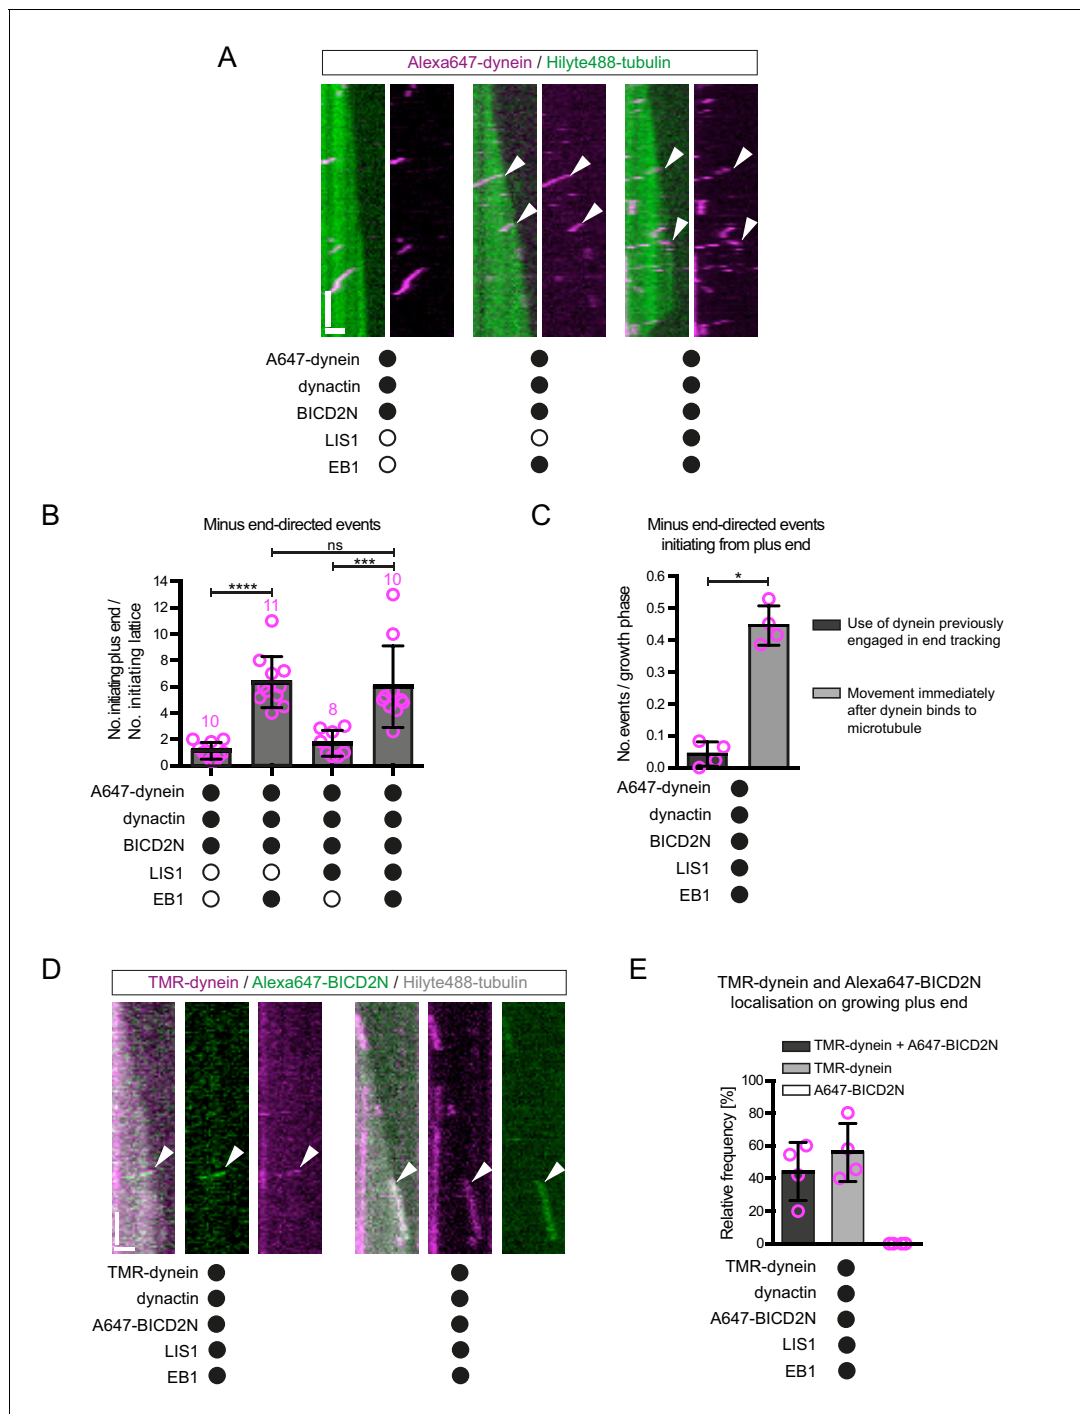 A
Alexa647-dynein / Hilyte488-tubulin
A647-dynein
dynactin
BICD2N
LIS1
EB1
B
Minus end-directed events
ns
****
***
10
11
8
10
No. initiating plus end /
No. initiating lattice
14
12
10
8
6
4
2
0
A647-dynein
dynactin
BICD2N
LIS1
EB1
C
Minus end-directed events
initiating from plus end
*
No. events / growth phase
0.6
0.5
0.4
0.3
0.2
0.1
0.0
Use of dynein previously
engaged in end tracking
Movement immediately
after dynein binds to
microtubule
A647-dynein
dynactin
BICD2N
LIS1
EB1
D
TMR-dynein / Alexa647-BICD2N / Hilyte488-tubulin
TMR-dynein
dynactin
A647-BICD2N
LIS1
EB1
E
TMR-dynein and Alexa647-BICD2N
localisation on growing plus end
TMR-dynein + A647-BICD2N
TMR-dynein
A647-BICD2N
Relative frequency [%]
100
80
60
40
20
0
TMR-dynein
dynactin
A647-BICD2N
LIS1
EB1